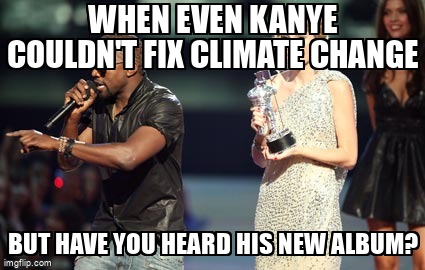 WHEN EVEN KANYE
COULDN'T FIX CLIMATE CHANGE
BUT HAVE YOU HEARD HIS NEW ALBUM?
imgflip.com